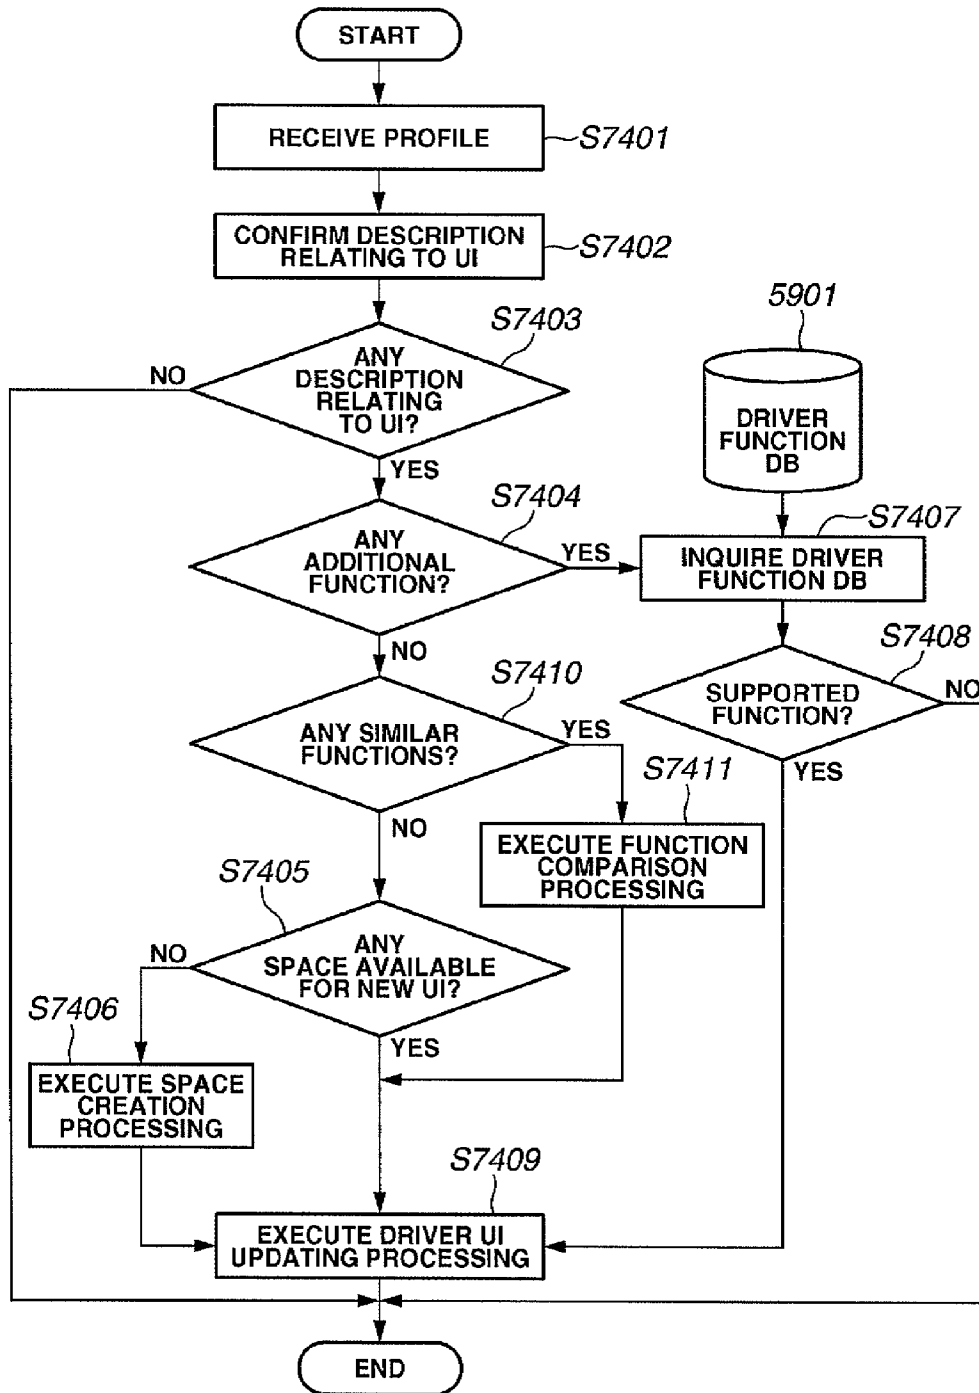 START
RECEIVE PROFILE
S7401
CONFIRM DESCRIPTION
RELATING TO UI
S7402
S7403
5901
NO
ANY
DESCRIPTION
RELATING
TO UI?
YES
DRIVER
FUNCTION
DB
S7404
S7407
ANY
ADDITIONAL
FUNCTION?
YES
INQUIRE DRIVER
FUNCTION DB
NO
S7408
S7410
SUPPORTED
FUNCTION?
NO
YES
ANY SIMILAR
FUNCTIONS?
YES
S7411
NO
EXECUTE FUNCTION
COMPARISON
PROCESSING
S7405
NO
ANY
SPACE AVAILABLE
FOR NEW UI?
S7406
YES
EXECUTE SPACE
CREATION
PROCESSING
S7409
EXECUTE DRIVER UI
UPDATING PROCESSING
END